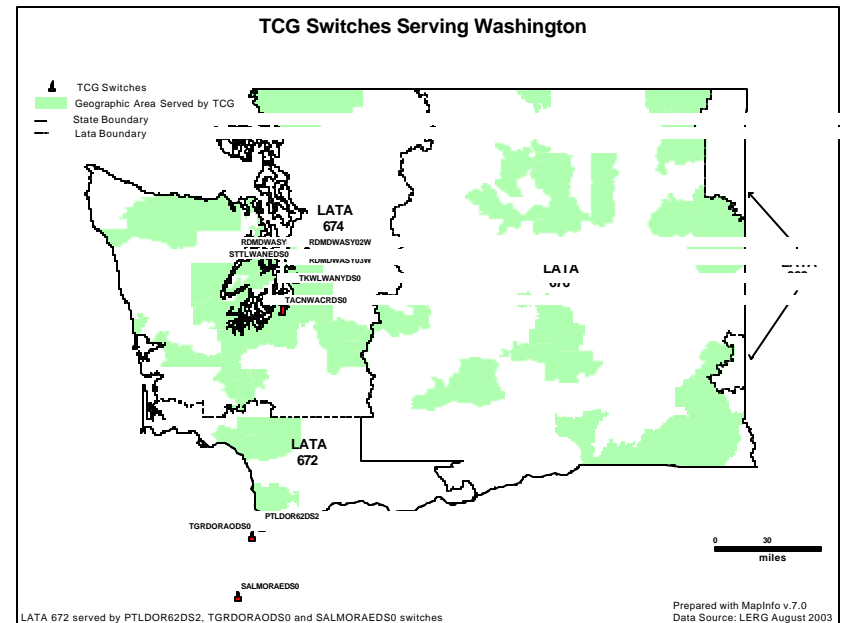 TCG Switches Serving Washington
TCG Switches
Geographic Area Served by TCG
State Boundary
Lata Boundary
LATA
674
RDMDWASY
RDMDWASY02W
STTLWANEDS0
RDMDWASY03W
TKWLWANYDS0
TACNWACRDS0
LATA
676
LATA
672
PTLDOR62DS2
TGRDORAODS0
SALMORAEDS0
0 30
miles
LATA 672 served by PTLDOR62DS2, TGRDORAODS0 and SALMORAEDS0 switches
Prepared with MapInfo v.7.0
Data Source: LERG August 2003